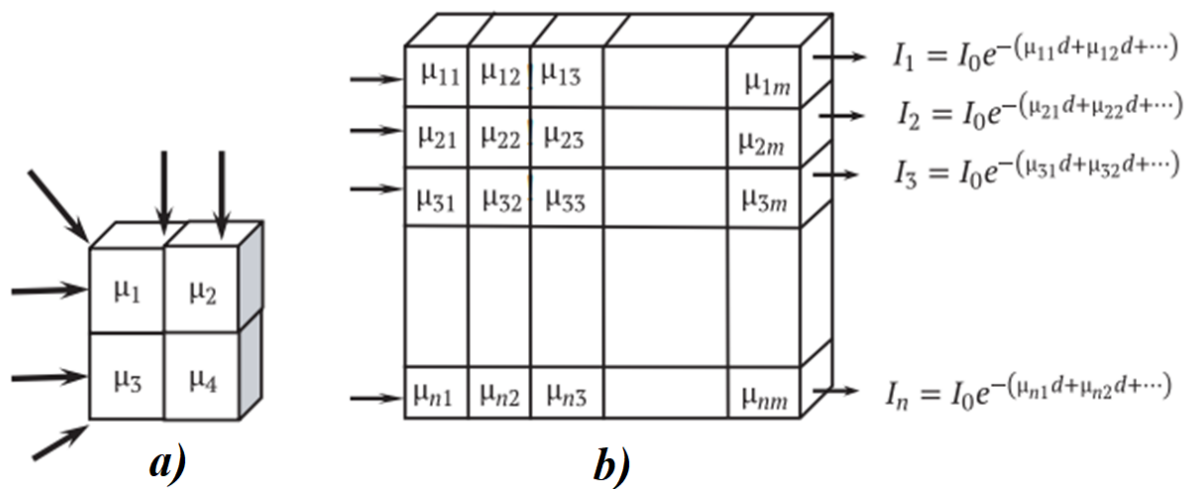 μ₁ μ₂
μ₃ μ₄
a)
μ₁₁ μ₁₂ μ₁₃ μ₁ₘ
I₁ = I₀e^−(μ₁₁d+μ₁₂d+⋯)
μ₂₁ μ₂₂ μ₂₃ μ₂ₘ
I₂ = I₀e^−(μ₂₁d+μ₂₂d+⋯)
μ₃₁ μ₃₂ μ₃₃ μ₃ₘ
I₃ = I₀e^−(μ₃₁d+μ₃₂d+⋯)
μₙ₁ μₙ₂ μₙ₃ μₙₘ
Iₙ = I₀e^−(μₙ₁d+μₙ₂d+⋯)
b)